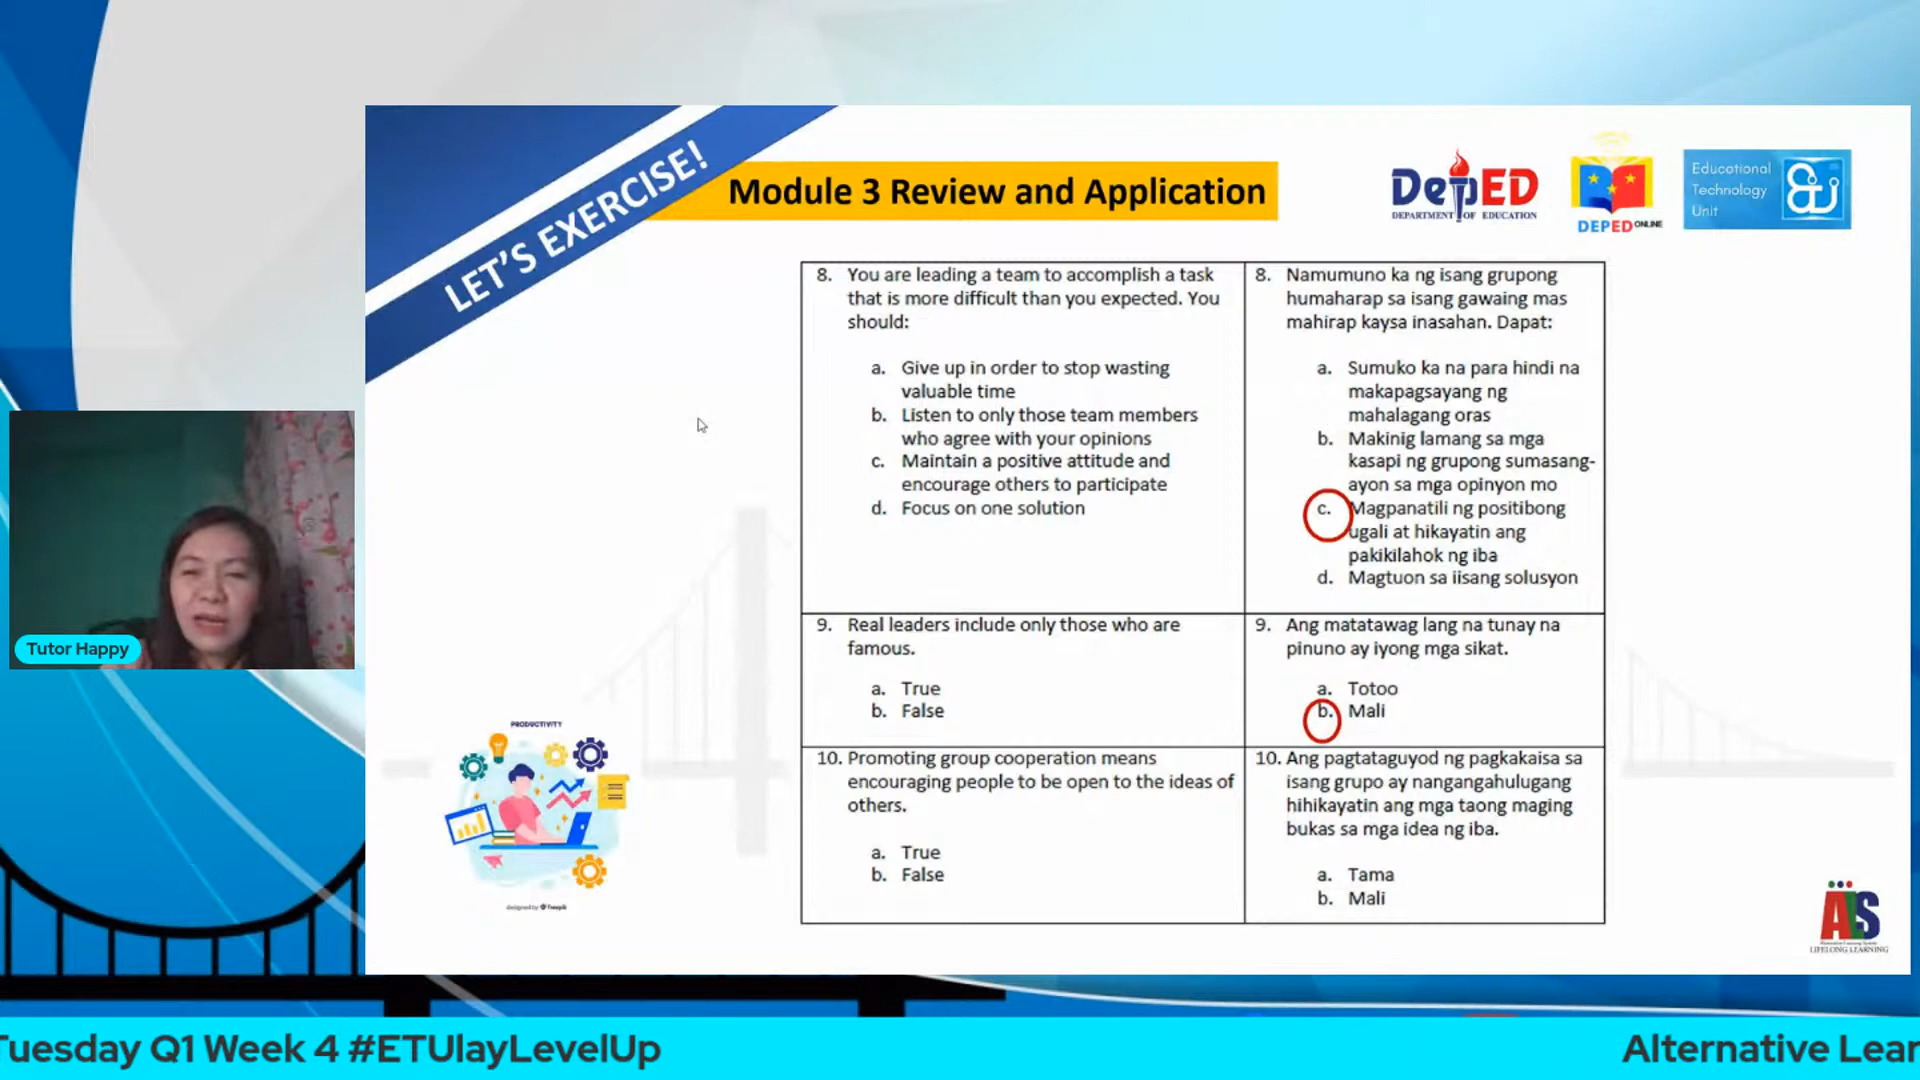 LET'S EXERCISE!
Module 3 Review and Application
DepED
DEPARTMENT OF EDUCATION
DEPED ONLINE
Educational
Technology
Unit
8. You are leading a team to accomplish a task
that is more difficult than you expected. You
should:
a. Give up in order to stop wasting
valuable time
b. Listen to only those team members
who agree with your opinions
c. Maintain a positive attitude and
encourage others to participate
d. Focus on one solution
8. Namumuno ka ng isang grupong
humaharap sa isang gawaing mas
mahirap kaysa inasahan. Dapat:
a. Sumuko ka na para hindi na
makapagsayang ng
mahalagang oras
b. Makinig lamang sa mga
kasapi ng grupong sumasang-
ayon sa mga opinyon mo
c. Magpanatili ng positibong
ugali at hikayatin ang
pakikilahok ng iba
d. Magtuon sa iisang solusyon
9. Real leaders include only those who are
famous.
a. True
b. False
9. Ang matatawag lang na tunay na
pinuno ay iyong mga sikat.
a. Totoo
b. Mali
10. Promoting group cooperation means
encouraging people to be open to the ideas of
others.
a. True
b. False
10. Ang pagtataguyod ng pagkakaisa sa
isang grupo ay nangangahulugang
hihikayatin ang mga taong maging
bukas sa mga idea ng iba.
a. Tama
b. Mali
Tutor Happy
PRODUCTIVITY
designed by freepik
ALS
Alternative Learning System
LIFELONG LEARNING
Tuesday Q1 Week 4 #ETUlayLevelUp
Alternative Lear